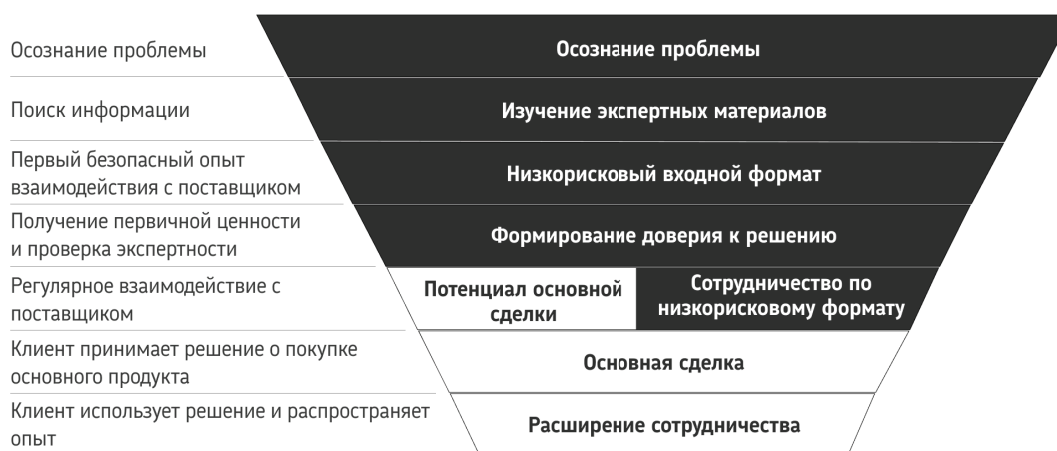 Осознание проблемы
Осознание проблемы
Поиск информации
Изучение экспертных материалов
Первый безопасный опыт
взаимодействия с поставщиком
Низкорисковый входной формат
Получение первичной ценности
и проверка экспертности
Формирование доверия к решению
Регулярное взаимодействие с
поставщиком
Потенциал основной
сделки
Сотрудничество по
низкорисковому формату
Клиент принимает решение о покупке
основного продукта
Основная сделка
Клиент использует решение и распространяет
опыт
Расширение сотрудничества